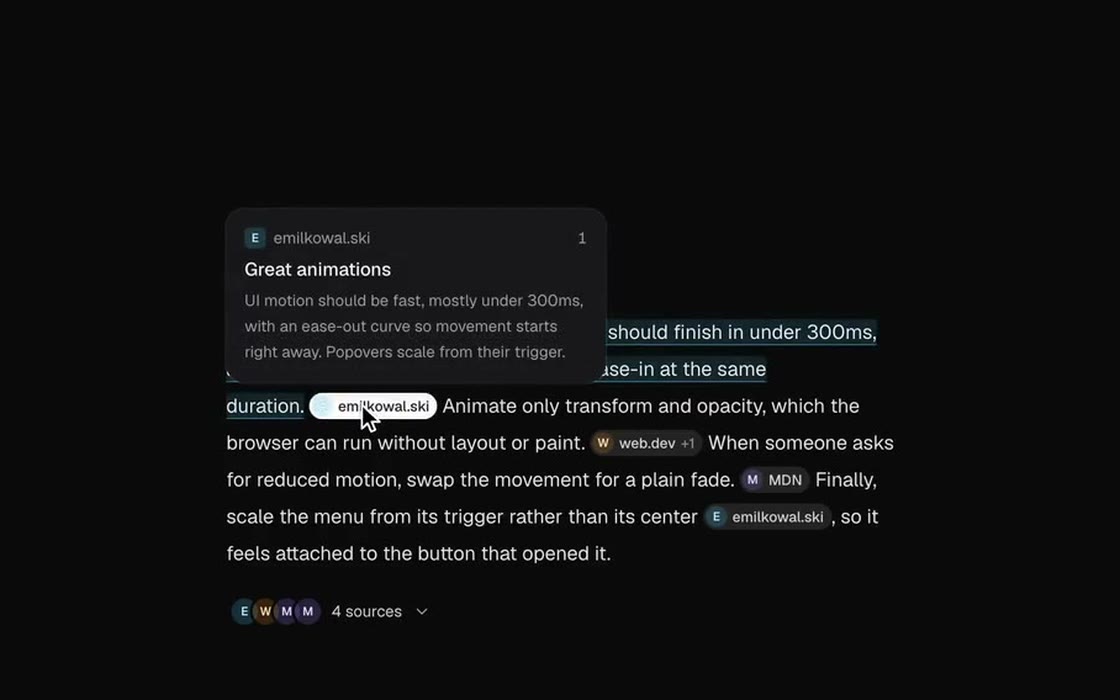 E emilkowal.ski 1
Great animations
UI motion should be fast, mostly under 300ms,
with an ease-out curve so movement starts
right away. Popovers scale from their trigger.
should finish in under 300ms,
ase-in at the same
duration. emilkowal.ski Animate only transform and opacity, which the
browser can run without layout or paint. W web.dev +1 When someone asks
for reduced motion, swap the movement for a plain fade. M MDN Finally,
scale the menu from its trigger rather than its center E emilkowal.ski , so it
feels attached to the button that opened it.
E W M M 4 sources